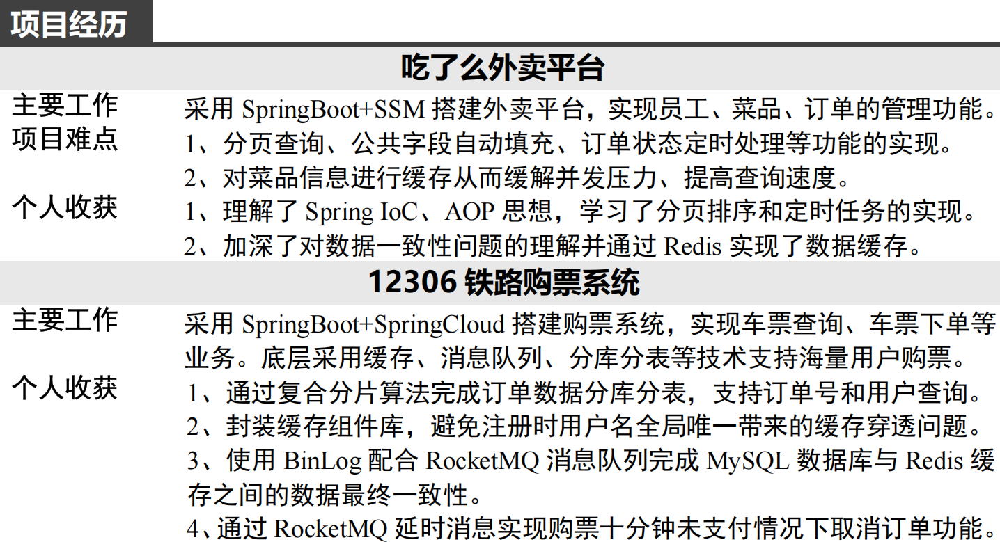 项目经历
吃了么外卖平台
主要工作 采用 SpringBoot+SSM 搭建外卖平台，实现员工、菜品、订单的管理功能。
项目难点 1、分页查询、公共字段自动填充、订单状态定时处理等功能的实现。
2、对菜品信息进行缓存从而缓解并发压力、提高查询速度。
个人收获 1、理解了 Spring IoC、AOP 思想，学习了分页排序和定时任务的实现。
2、加深了对数据一致性问题的理解并通过 Redis 实现了数据缓存。
12306 铁路购票系统
主要工作 采用 SpringBoot+SpringCloud 搭建购票系统，实现车票查询、车票下单等
业务。底层采用缓存、消息队列、分库分表等技术支持海量用户购票。
个人收获 1、通过复合分片算法完成订单数据分库分表，支持订单号和用户查询。
2、封装缓存组件库，避免注册时用户名全局唯一带来的缓存穿透问题。
3、使用 BinLog 配合 RocketMQ 消息队列完成 MySQL 数据库与 Redis 缓
存之间的数据最终一致性。
4、通过 RocketMQ 延时消息实现购票十分钟未支付情况下取消订单功能。